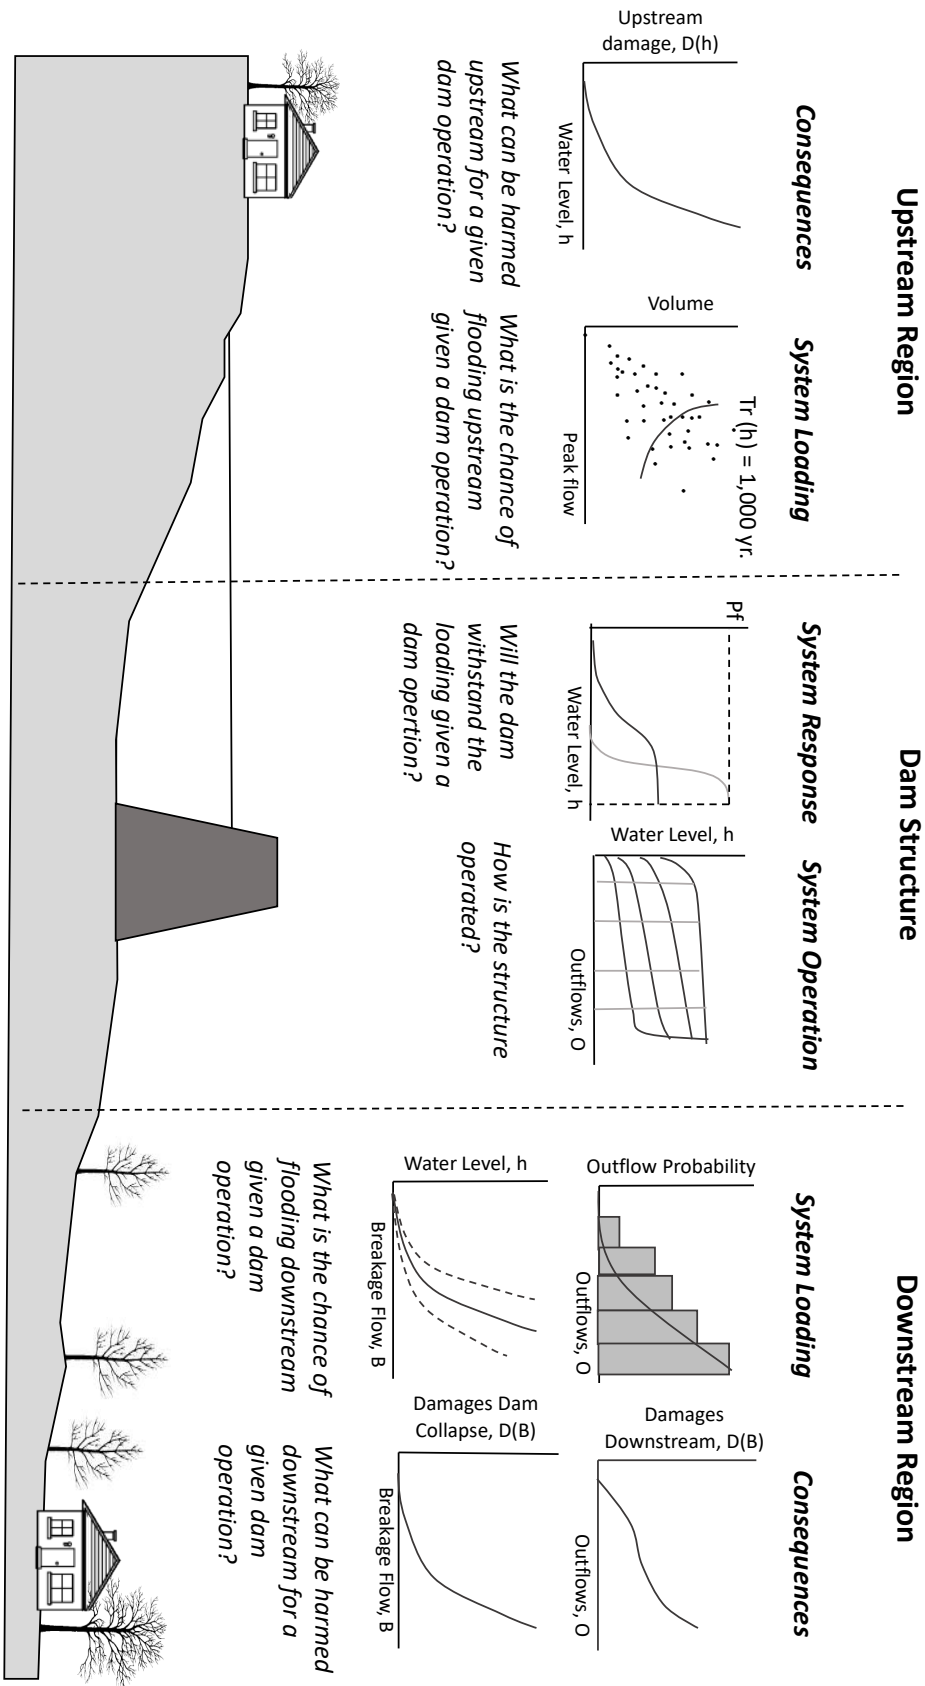 Upstream Region
Consequences
Upstream
damage, D(h)
Water Level, h
What can be harmed
upstream for a given
dam operation?
System Loading
Volume
Tr (h) = 1,000 yr.
Peak flow
What is the chance of
flooding upstream
given a dam operation?
Dam Structure
System Response
Pf
Water Level, h
Will the dam
withstand the
loading given a
dam opertion?
System Operation
Water Level, h
Outflows, O
How is the structure
operated?
Downstream Region
System Loading
Outflow Probability
Outflows, O
Water Level, h
Breakage Flow, B
What is the chance of
flooding downstream
given a dam
operation?
Consequences
Damages
Downstream, D(B)
Outflows, O
Damages Dam
Collapse, D(B)
Breakage Flow, B
What can be harmed
downstream for a
given dam
operation?